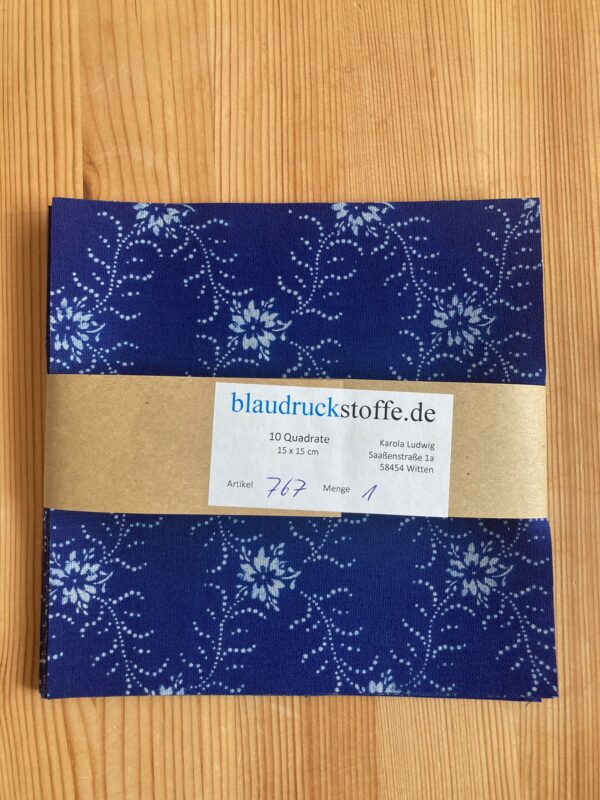 blaudruckstoffe.de
10 Quadrate
15 x 15 cm
Karola Ludwig
Saaßenstraße 1a
58454 Witten
Artikel 767 Menge 1